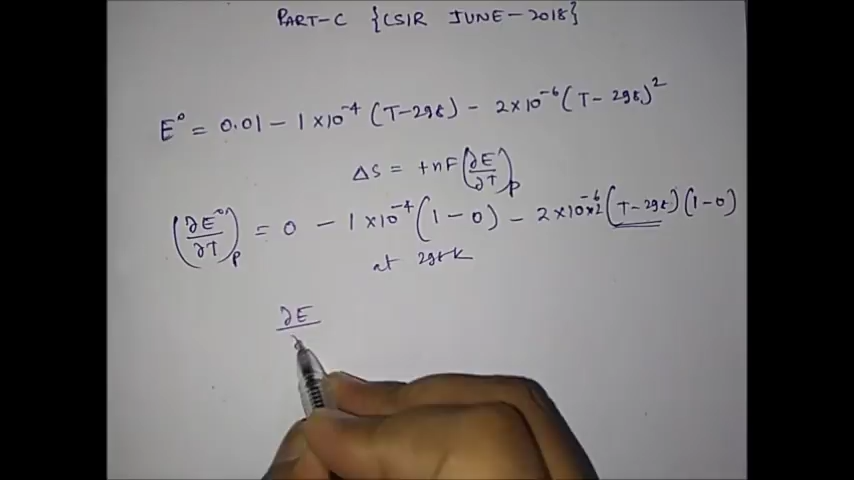 PART-C {CSIR JUNE-2018}
E° = 0.01 - 1×10⁻⁴ (T-298) - 2×10⁻⁶ (T-298)²
ΔS = +nF(∂E/∂T)p
(∂E°/∂T)p = 0 - 1×10⁻⁴ (1-0) - 2×10⁻⁶×2 (T-298)(1-0)
at 298K
∂E